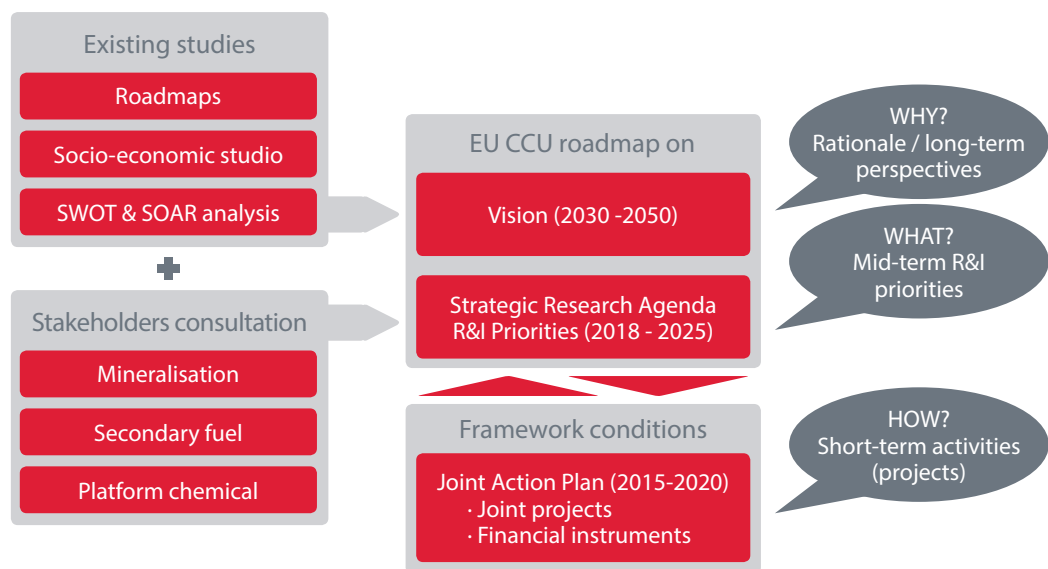 Existing studies
Roadmaps
Socio-economic studio
SWOT & SOAR analysis
Stakeholders consultation
Mineralisation
Secondary fuel
Platform chemical
EU CCU roadmap on
Vision (2030 -2050)
Strategic Research Agenda
R&I Priorities (2018 - 2025)
Framework conditions
Joint Action Plan (2015-2020)
· Joint projects
· Financial instruments
WHY?
Rationale / long-term
perspectives
WHAT?
Mid-term R&I
priorities
HOW?
Short-term activities
(projects)